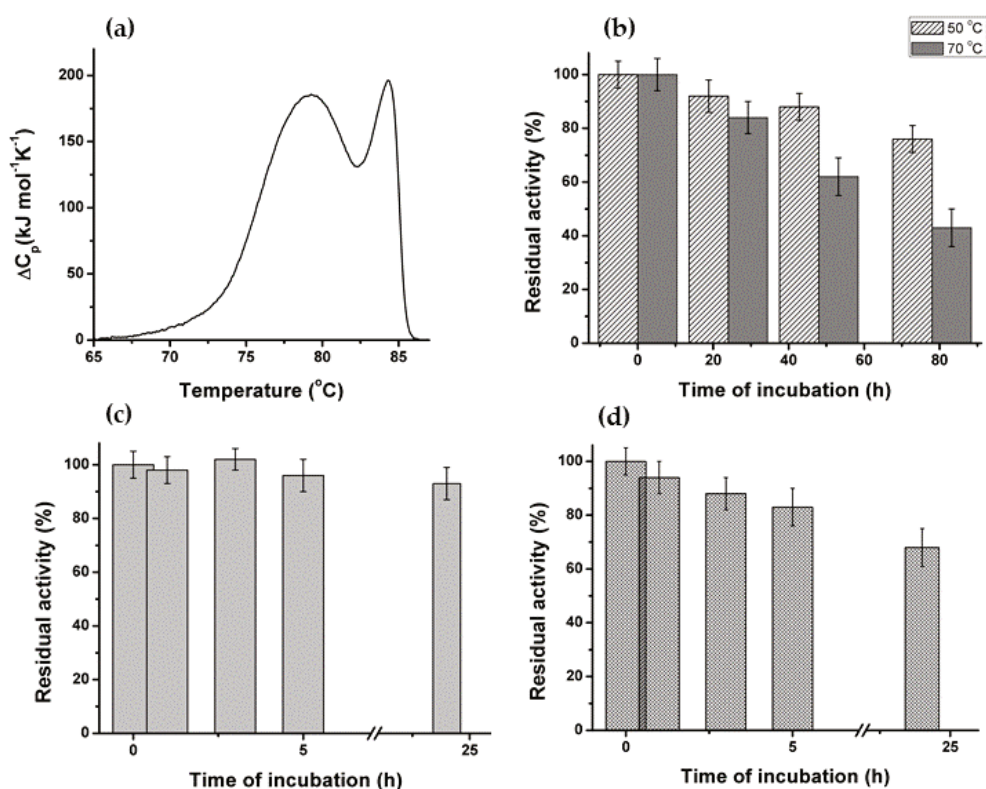 (a)
200
150
100
50
0
ΔCp (kJ mol⁻¹K⁻¹)
65 70 75 80 85
Temperature (°C)
(b)
50 °C
70 °C
100
80
60
40
20
0
Residual activity (%)
0 20 40 60 80
Time of incubation (h)
(c)
100
80
60
40
20
0
Residual activity (%)
0 5 25
Time of incubation (h)
(d)
100
80
60
40
20
0
Residual activity (%)
0 5 25
Time of incubation (h)